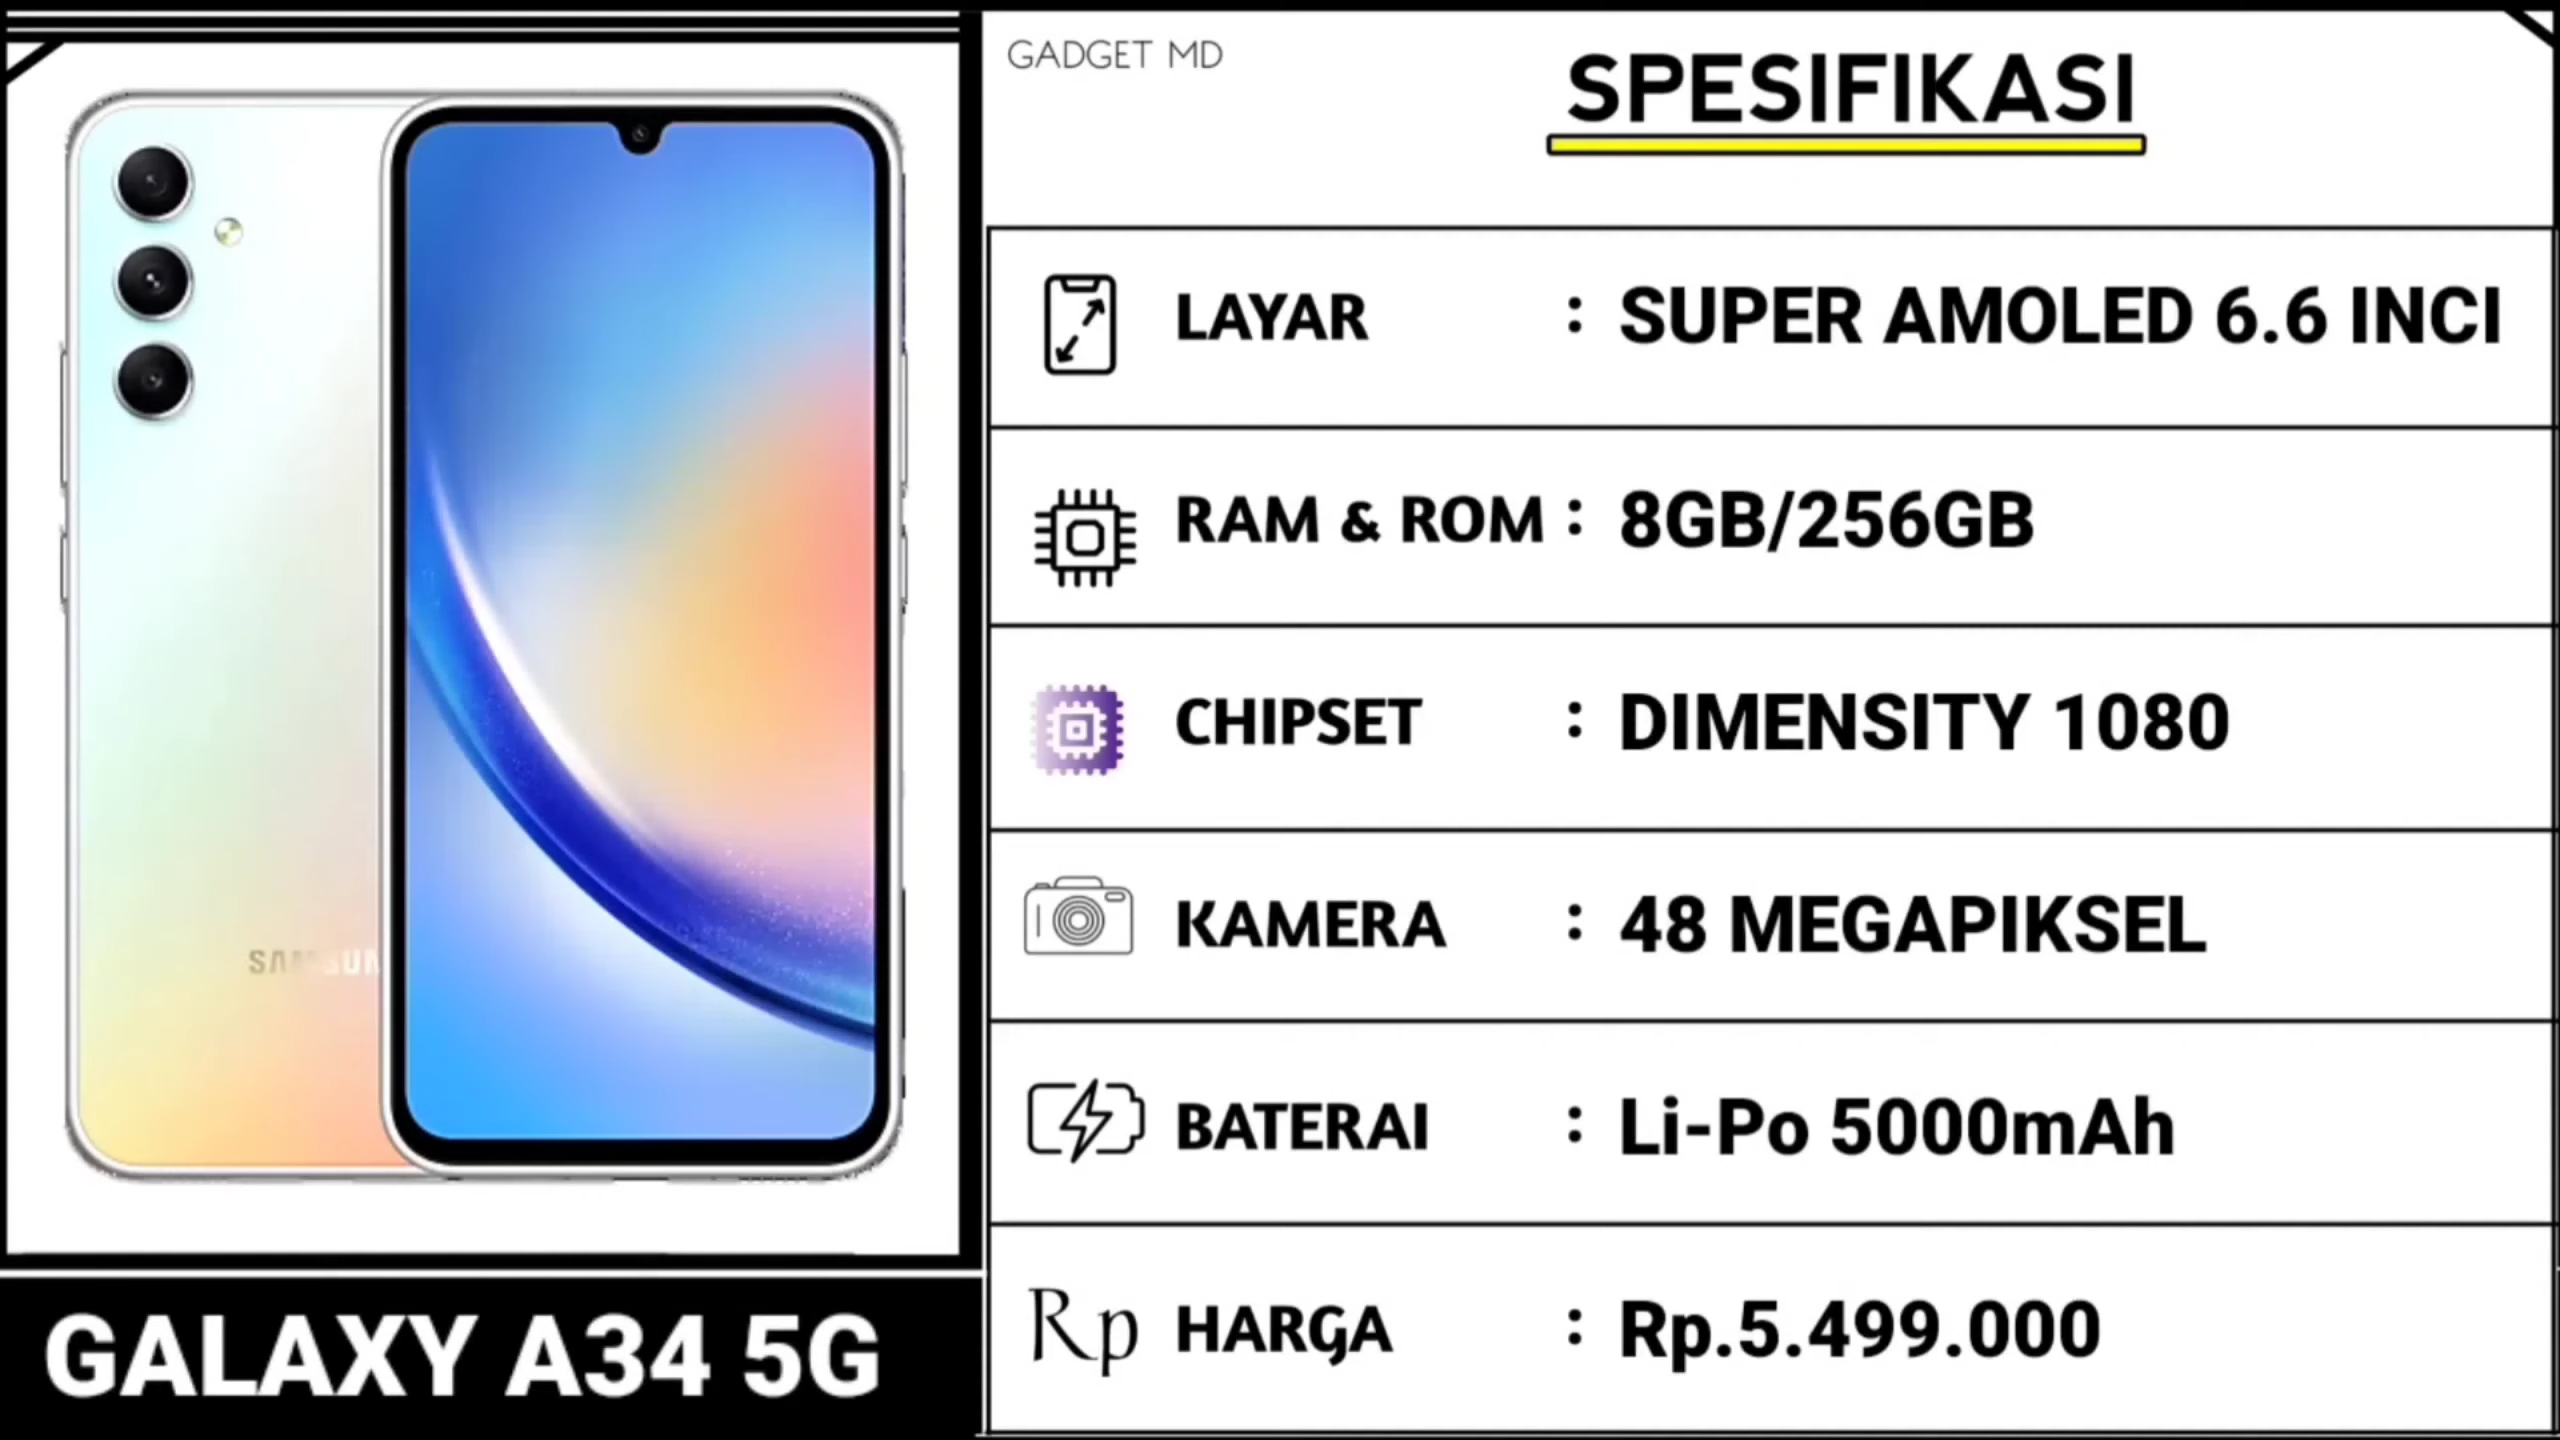 GADGET MD
SPESIFIKASI
LAYAR : SUPER AMOLED 6.6 INCI
RAM & ROM : 8GB/256GB
CHIPSET : DIMENSITY 1080
KAMERA : 48 MEGAPIKSEL
BATERAI : Li-Po 5000mAh
Rp HARGA : Rp.5.499.000
GALAXY A34 5G